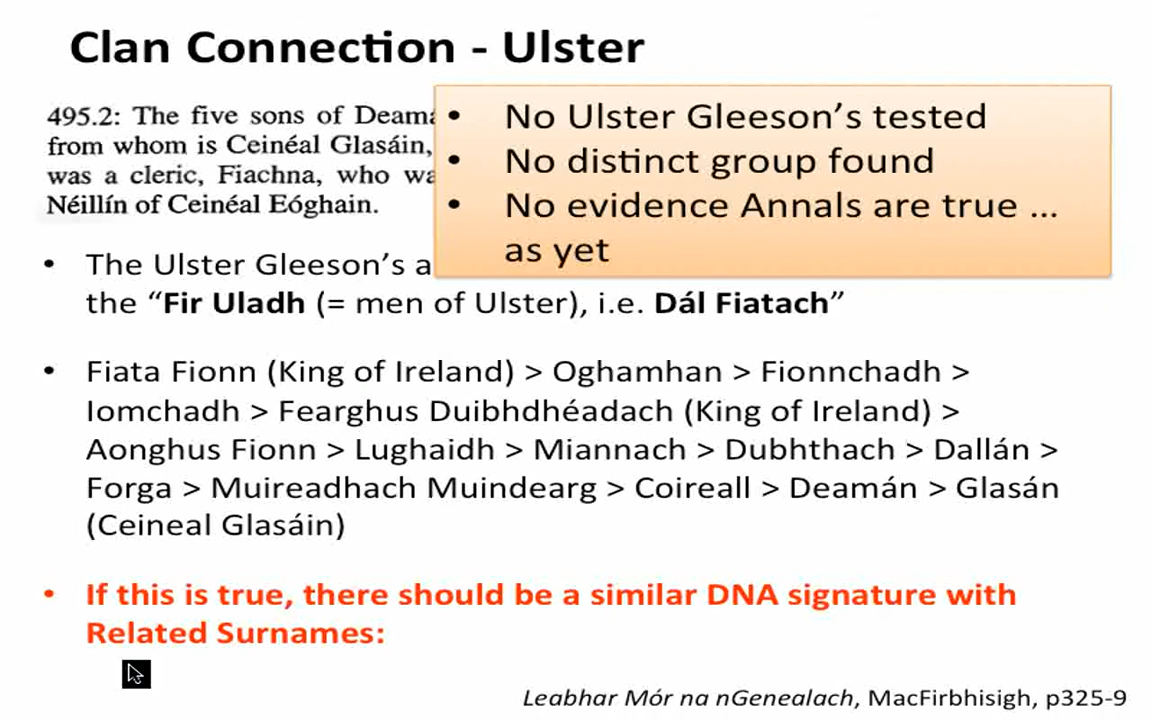 Clan Connection - Ulster
495.2: The five sons of Deamá
from whom is Ceinéal Glasáin,
was a cleric, Fiachna, who wa
Néillín of Ceinéal Eóghain.
• No Ulster Gleeson's tested
• No distinct group found
• No evidence Annals are true ...
as yet
• The Ulster Gleeson's a
the “Fir Uladh (= men of Ulster), i.e. Dál Fiatach”
• Fiata Fionn (King of Ireland) > Oghamhan > Fionnchadh >
Iomchadh > Fearghus Duibhdhéadach (King of Ireland) >
Aonghus Fionn > Lughaidh > Miannach > Dubhthach > Dallán >
Forga > Muireadhach Muindearg > Coireall > Deamán > Glasán
(Ceineal Glasáin)
• If this is true, there should be a similar DNA signature with
Related Surnames:
Leabhar Mór na nGenealach, MacFirbhisigh, p325-9